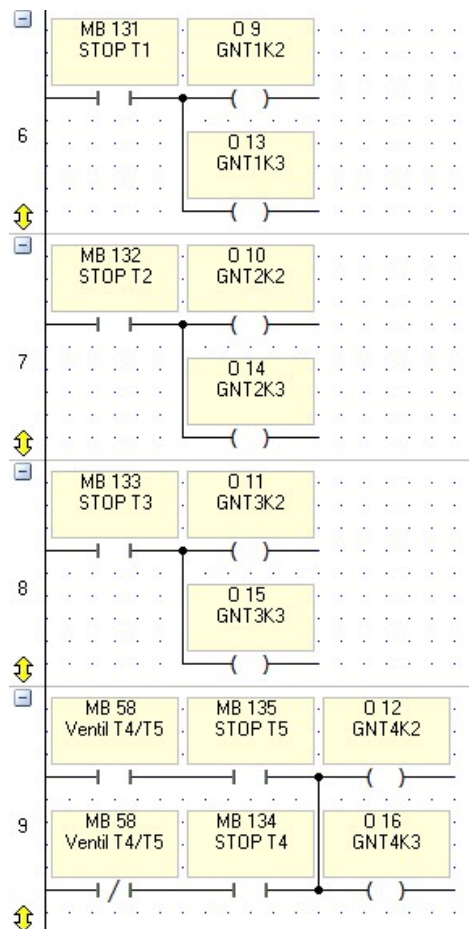 MB 131
STOP T1
O 9
GNT1K2
6
O 13
GNT1K3
MB 132
STOP T2
O 10
GNT2K2
7
O 14
GNT2K3
MB 133
STOP T3
O 11
GNT3K2
8
O 15
GNT3K3
MB 58
Ventil T4/T5
MB 135
STOP T5
O 12
GNT4K2
9
MB 58
Ventil T4/T5
MB 134
STOP T4
O 16
GNT4K3